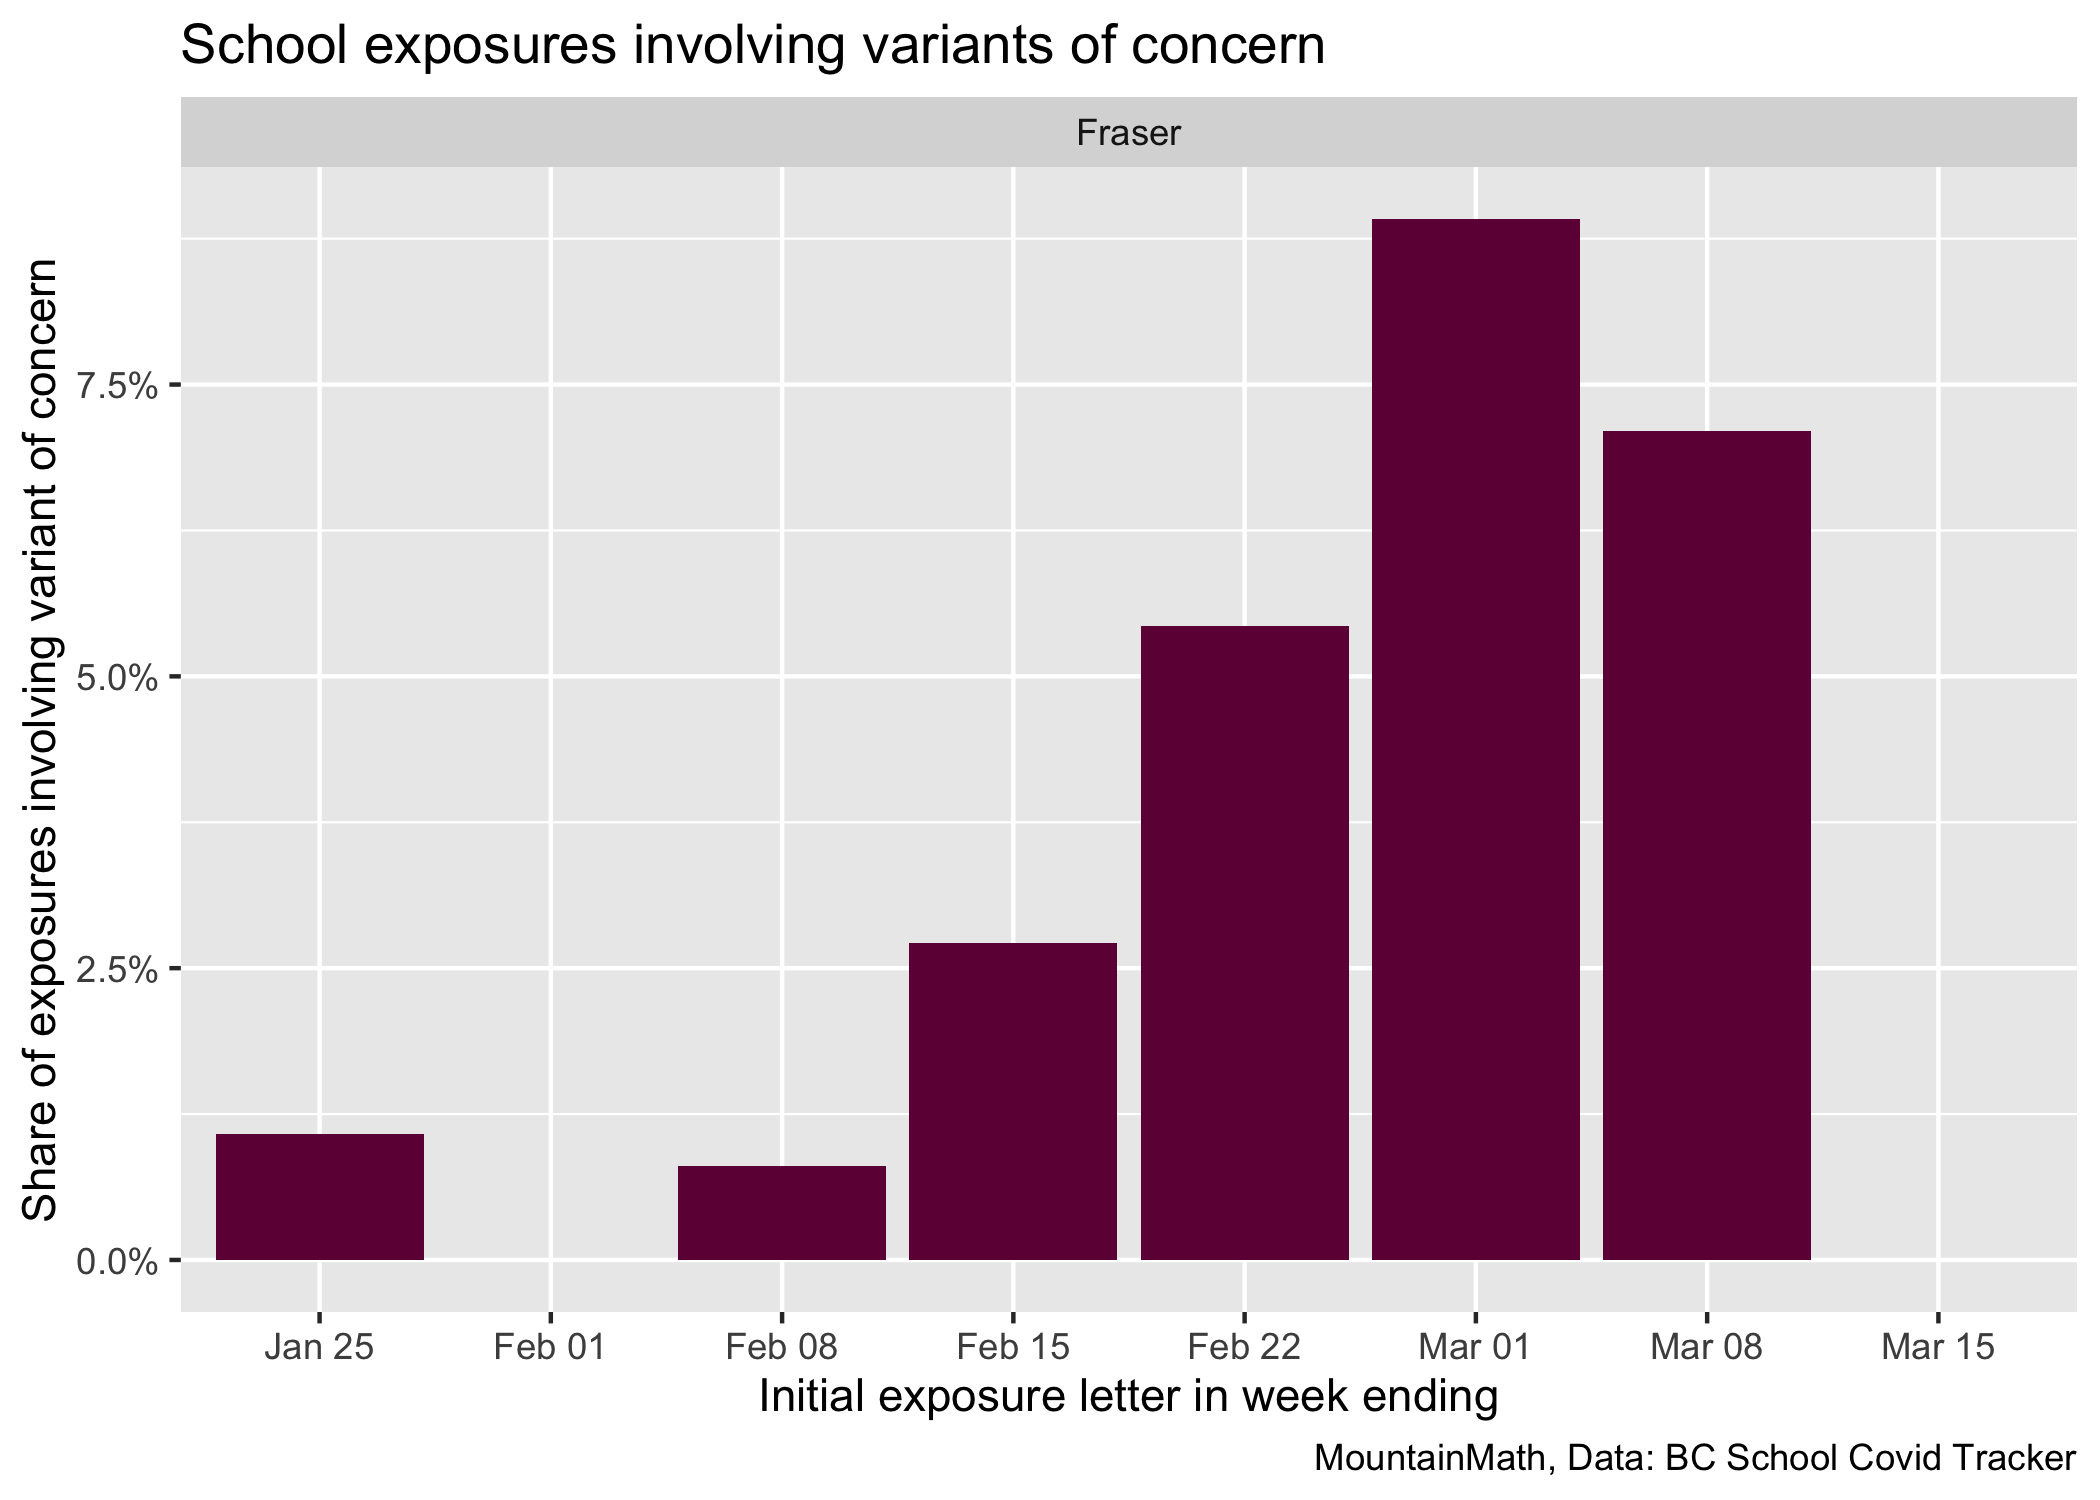 School exposures involving variants of concern
Fraser
Share of exposures involving variant of concern
7.5%
5.0%
2.5%
0.0%
Jan 25 Feb 01 Feb 08 Feb 15 Feb 22 Mar 01 Mar 08 Mar 15
Initial exposure letter in week ending
MountainMath, Data: BC School Covid Tracker